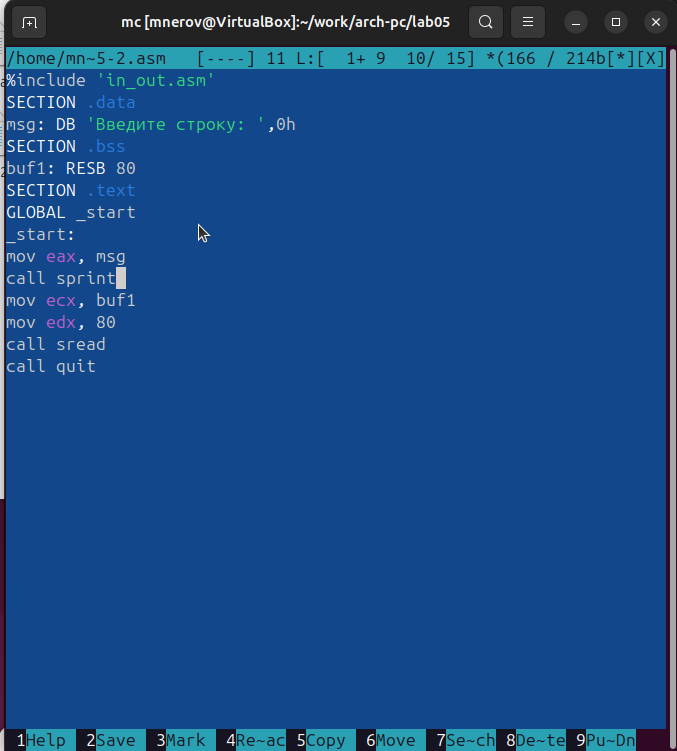 mc [mnerov@VirtualBox]:~/work/arch-pc/lab05
/home/mn~5-2.asm   [----] 11 L:[  1+ 9  10/ 15] *(166 / 214b[*][X]
%include 'in_out.asm'
SECTION .data
msg: DB 'Введите строку: ',0h
SECTION .bss
buf1: RESB 80
SECTION .text
GLOBAL _start
_start:
mov eax, msg
call sprint
mov ecx, buf1
mov edx, 80
call sread
call quit
1Help 2Save 3Mark 4Re~ac 5Copy 6Move 7Se~ch 8De~te 9Pu~Dn